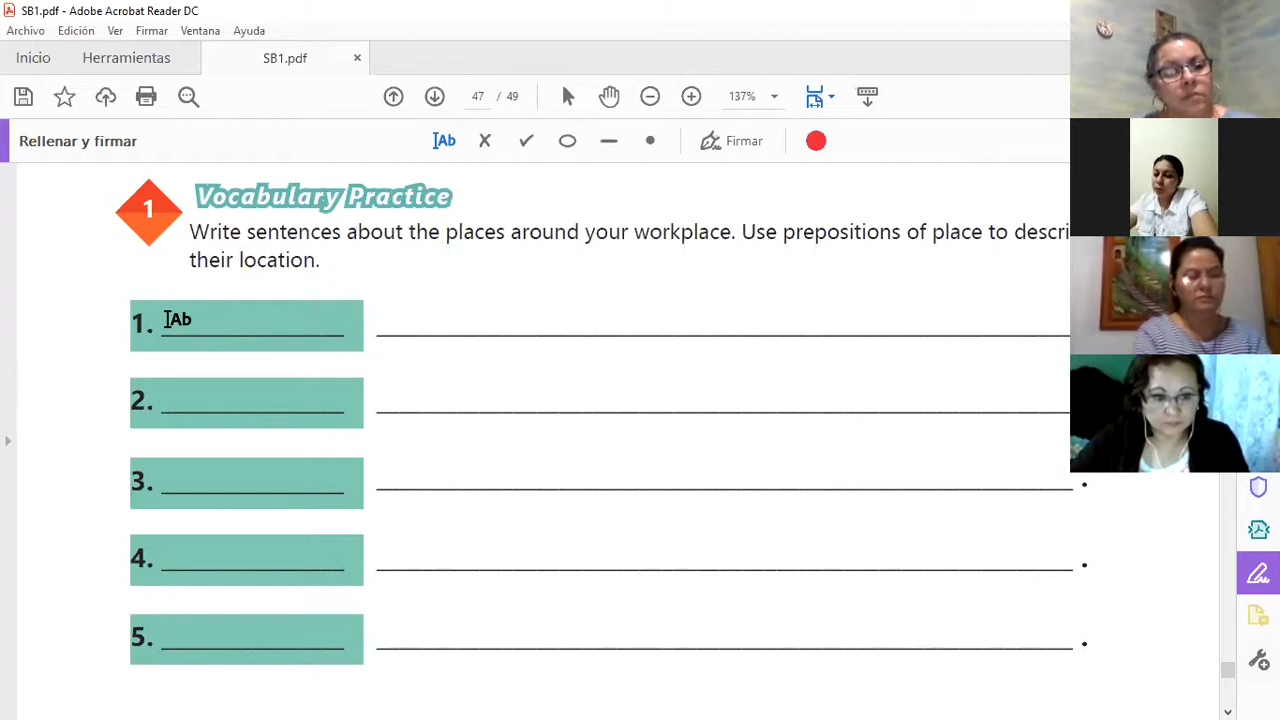 SB1.pdf - Adobe Acrobat Reader DC
Archivo Edición Ver Firmar Ventana Ayuda
Inicio Herramientas SB1.pdf ×
47 / 49 137%
Rellenar y firmar Ab Firmar
1 Vocabulary Practice
Write sentences about the places around your workplace. Use prepositions of place to descri
their location.
1. Ab
2.
3. .
4. .
5. .